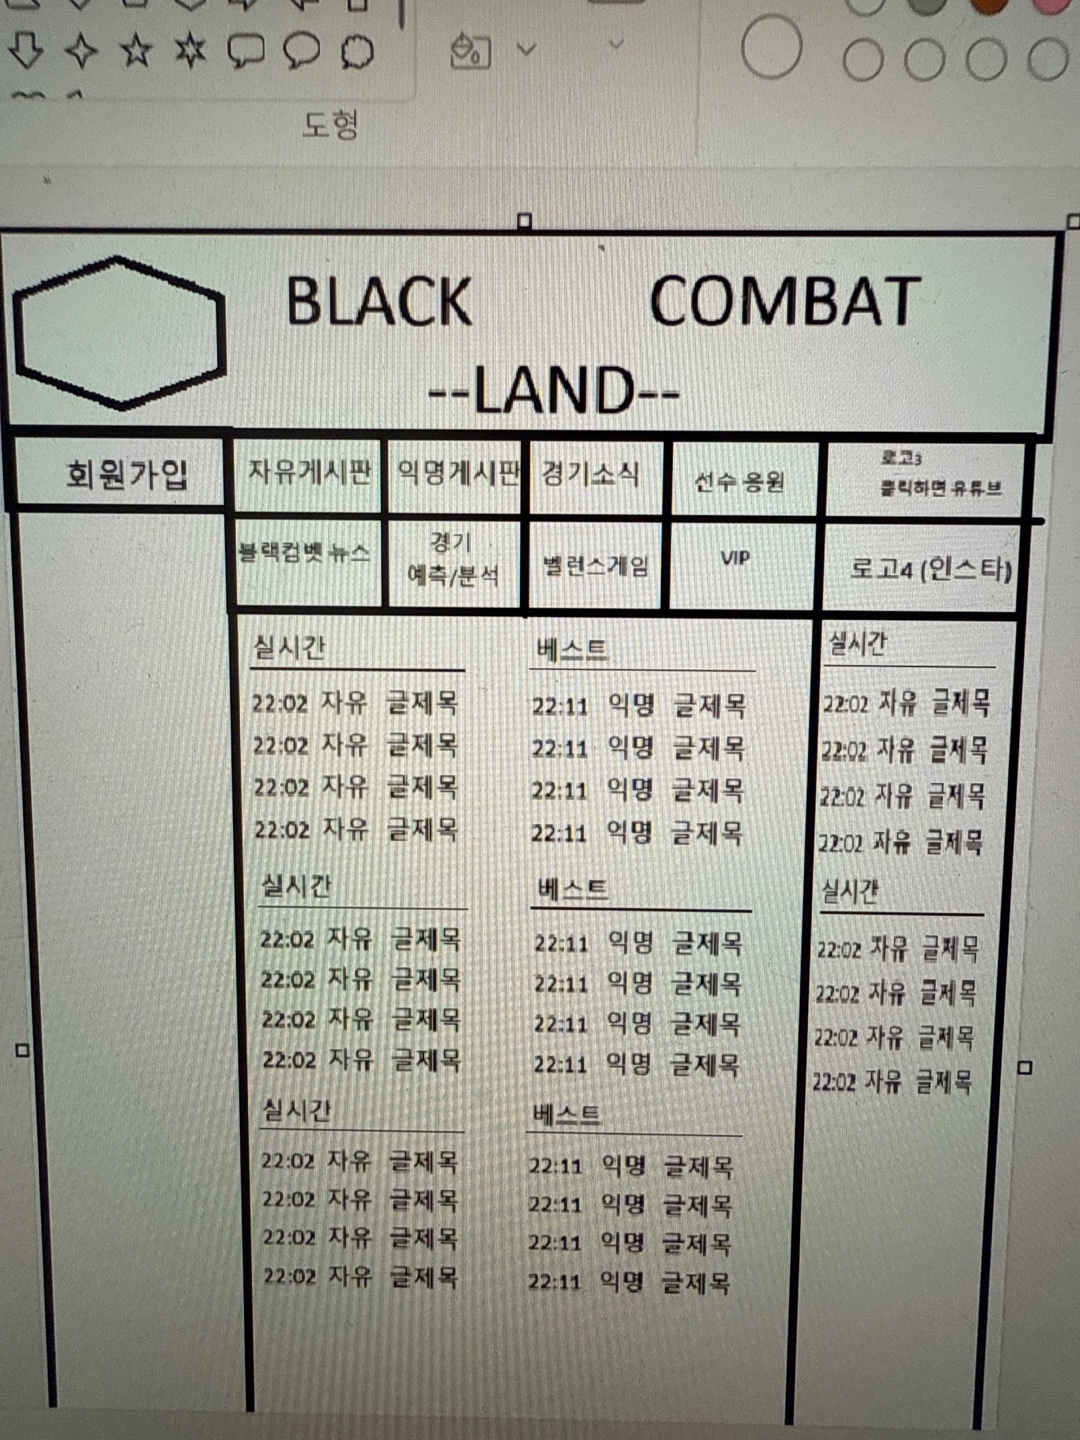 도형
BLACK COMBAT
--LAND--
회원가입
자유게시판
익명게시판
경기소식
선수 응원
로고3
클릭하면 유튜브
블랙컴벳 뉴스
경기
예측/분석
벨런스게임
VIP
로고4 (인스타)
실시간
22:02 자유 글제목
22:02 자유 글제목
22:02 자유 글제목
22:02 자유 글제목
베스트
22:11 익명 글제목
22:11 익명 글제목
22:11 익명 글제목
22:11 익명 글제목
실시간
22:02 자유 글제목
22:02 자유 글제목
22:02 자유 글제목
22:02 자유 글제목
실시간
22:02 자유 글제목
22:02 자유 글제목
22:02 자유 글제목
22:02 자유 글제목
베스트
22:11 익명 글제목
22:11 익명 글제목
22:11 익명 글제목
22:11 익명 글제목
실시간
22:02 자유 글제목
22:02 자유 글제목
22:02 자유 글제목
22:02 자유 글제목
실시간
22:02 자유 글제목
22:02 자유 글제목
22:02 자유 글제목
22:02 자유 글제목
베스트
22:11 익명 글제목
22:11 익명 글제목
22:11 익명 글제목
22:11 익명 글제목